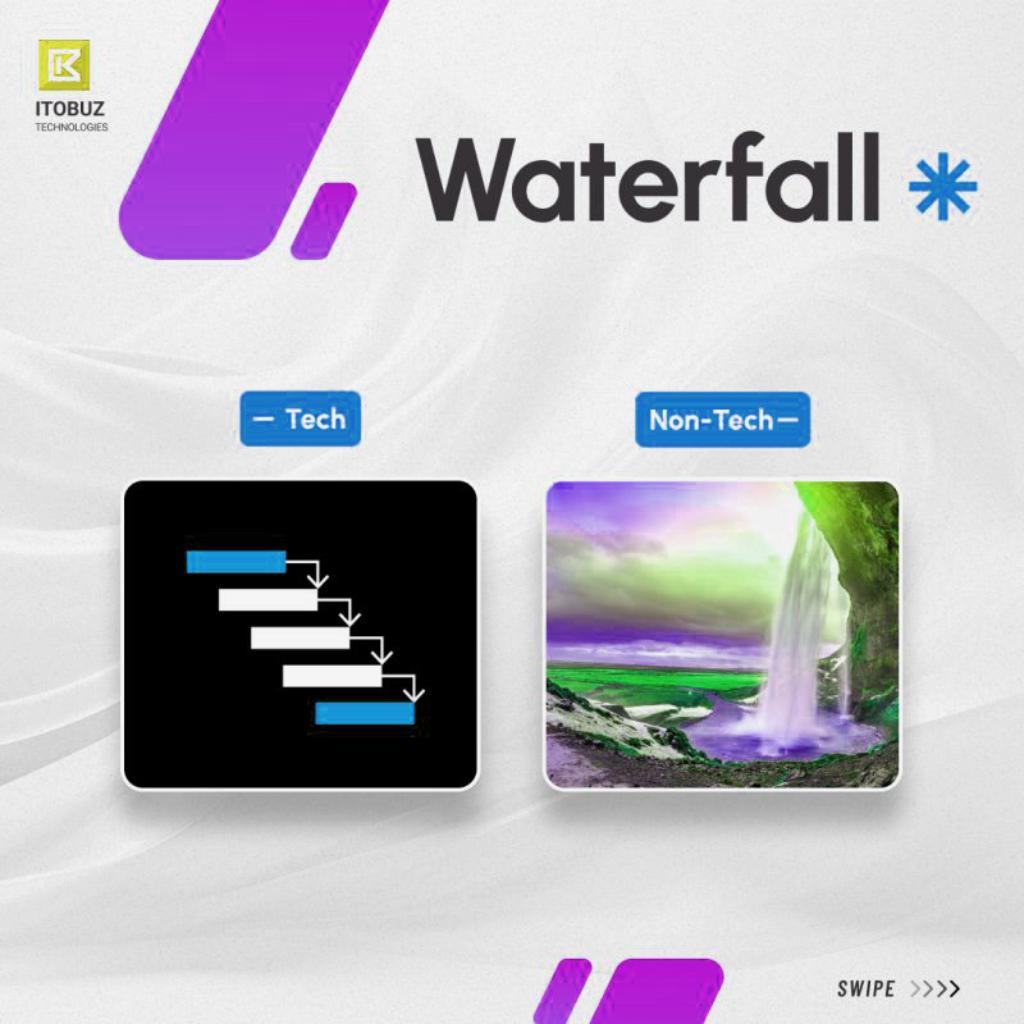 ITOBUZ
TECHNOLOGIES
Waterfall
— Tech
Non-Tech—
SWIPE >>>>